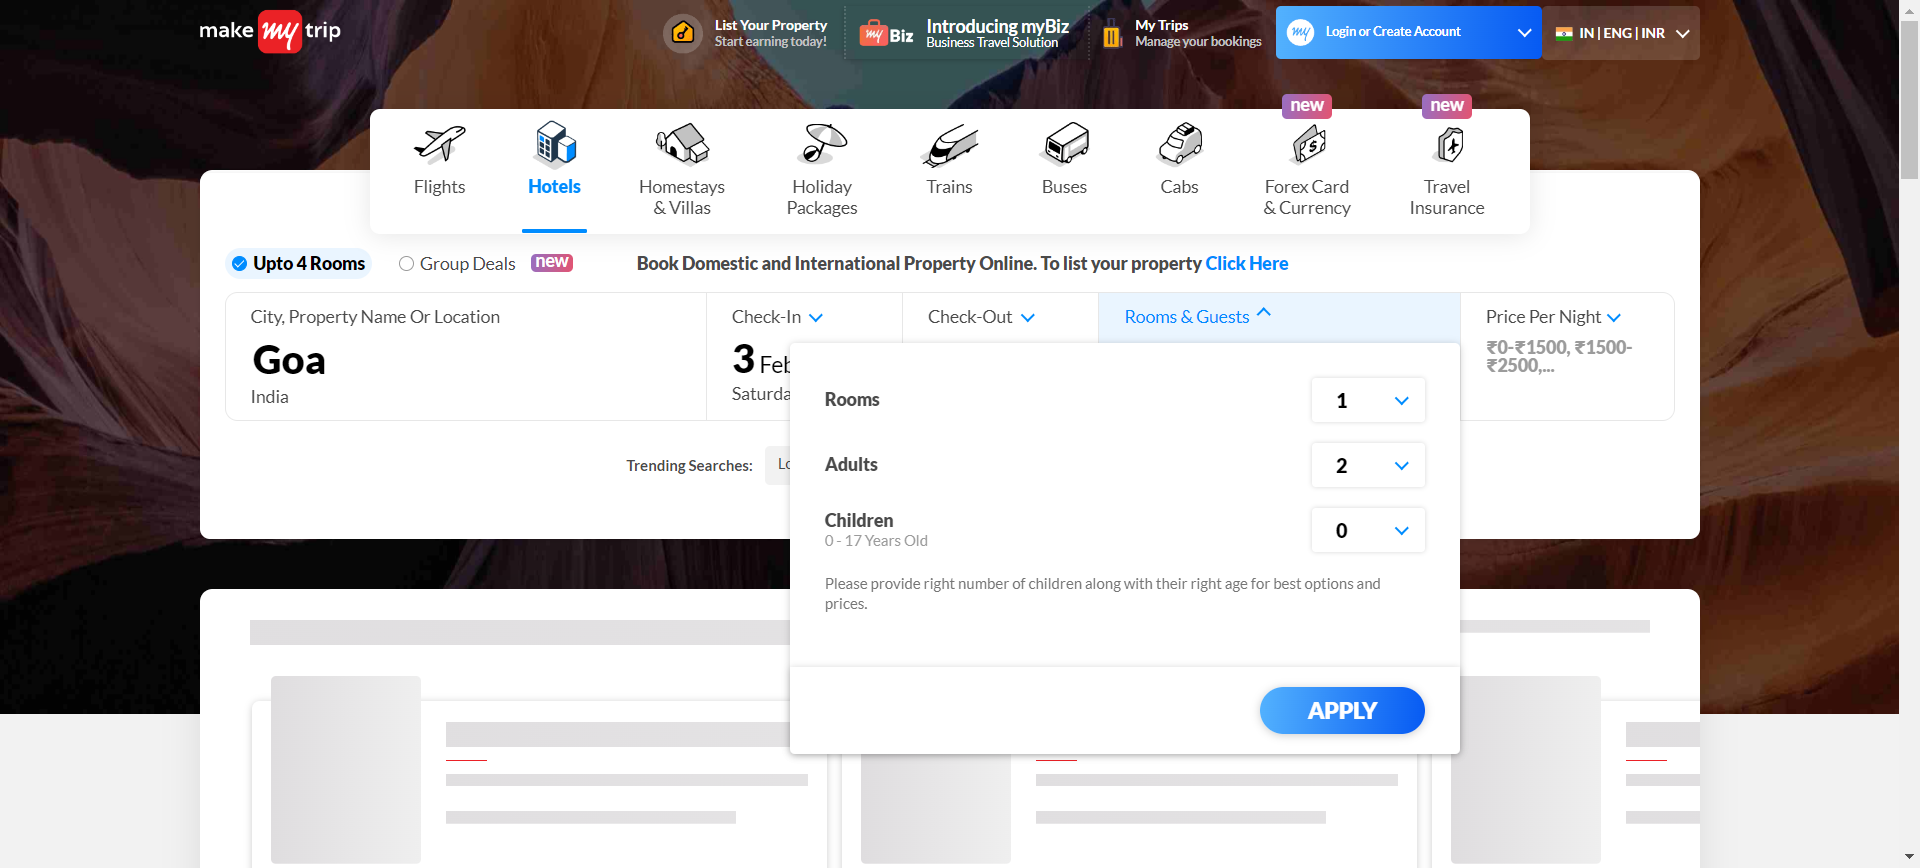 make my trip
List Your Property
Start earning today!
my Biz
Introducing myBiz
Business Travel Solution
My Trips
Manage your bookings
my
Login or Create Account
IN | ENG | INR
new
new
Flights
Hotels
Homestays
& Villas
Holiday
Packages
Trains
Buses
Cabs
Forex Card
& Currency
Travel
Insurance
Upto 4 Rooms
Group Deals
new
Book Domestic and International Property Online. To list your property Click Here
City, Property Name Or Location
Goa
India
Check-In
3 Feb
Saturda
Check-Out
Rooms & Guests
Price Per Night
₹0-₹1500, ₹1500-
₹2500,...
Rooms
1
Adults
2
Children
0 - 17 Years Old
0
Please provide right number of children along with their right age for best options and
prices.
APPLY
Trending Searches:
Lo